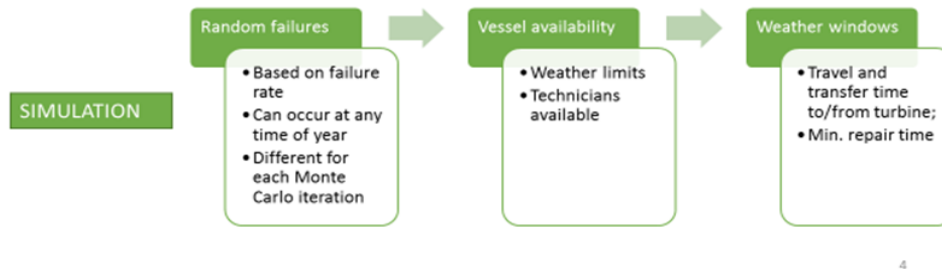 SIMULATION
Random failures
• Based on failure
rate
• Can occur at any
time of year
• Different for
each Monte
Carlo iteration
Vessel availability
• Weather limits
• Technicians
available
Weather windows
• Travel and
transfer time
to/from turbine;
• Min. repair time
4